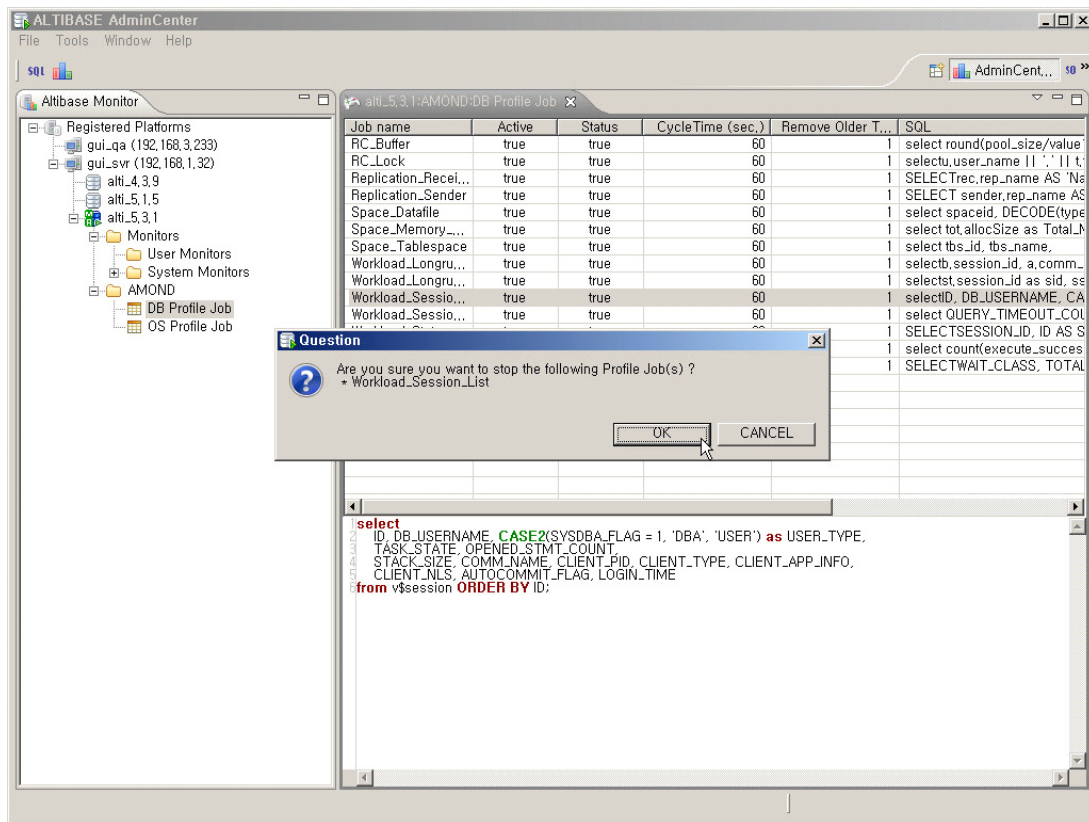 ALTIBASE AdminCenter
File Tools Window Help
SQL
AdminCent... »
Altibase Monitor
alti_5.3.1:AMOND:DB Profile Job
Registered Platforms
gui_qa (192.168.3.233)
gui_svr (192.168.1.32)
alti_4.3.9
alti_5.1.5
alti_5.3.1
Monitors
User Monitors
System Monitors
AMOND
DB Profile Job
OS Profile Job
Job name Active Status CycleTime (sec.) Remove Older T... SQL
RC_Buffer true true 60 1 select round(pool_size/value
RC_Lock true true 60 1 selectu.user_name || '.' || t.
Replication_Recei... true true 60 1 SELECTrec.rep_name AS 'Na
Replication_Sender true true 60 1 SELECT sender.rep_name AS
Space_Datafile true true 60 1 select spaceid, DECODE(type
Space_Memory_... true true 60 1 select tot.allocSize as Total_M
Space_Tablespace true true 60 1 select tbs_id, tbs_name,
Workload_Longru... true true 60 1 selectb.session_id, a.comm_
Workload_Longru... true true 60 1 selectst.session_id as sid, ss
Workload_Sessio... true true 60 1 selectID, DB_USERNAME, CA
Workload_Sessio... true true 60 1 select QUERY_TIMEOUT_COU
1 SELECTSESSION_ID, ID AS S
1 select count(execute_succes
1 SELECTWAIT_CLASS, TOTAL
Question
Are you sure you want to stop the following Profile Job(s) ?
* Workload_Session_List
OK CANCEL
1 select
2 ID, DB_USERNAME, CASE2(SYSDBA_FLAG = 1, 'DBA', 'USER') as USER_TYPE,
3 TASK_STATE, OPENED_STMT_COUNT,
4 STACK_SIZE, COMM_NAME, CLIENT_PID, CLIENT_TYPE, CLIENT_APP_INFO,
5 CLIENT_NLS, AUTOCOMMIT_FLAG, LOGIN_TIME
6 from v$session ORDER BY ID;